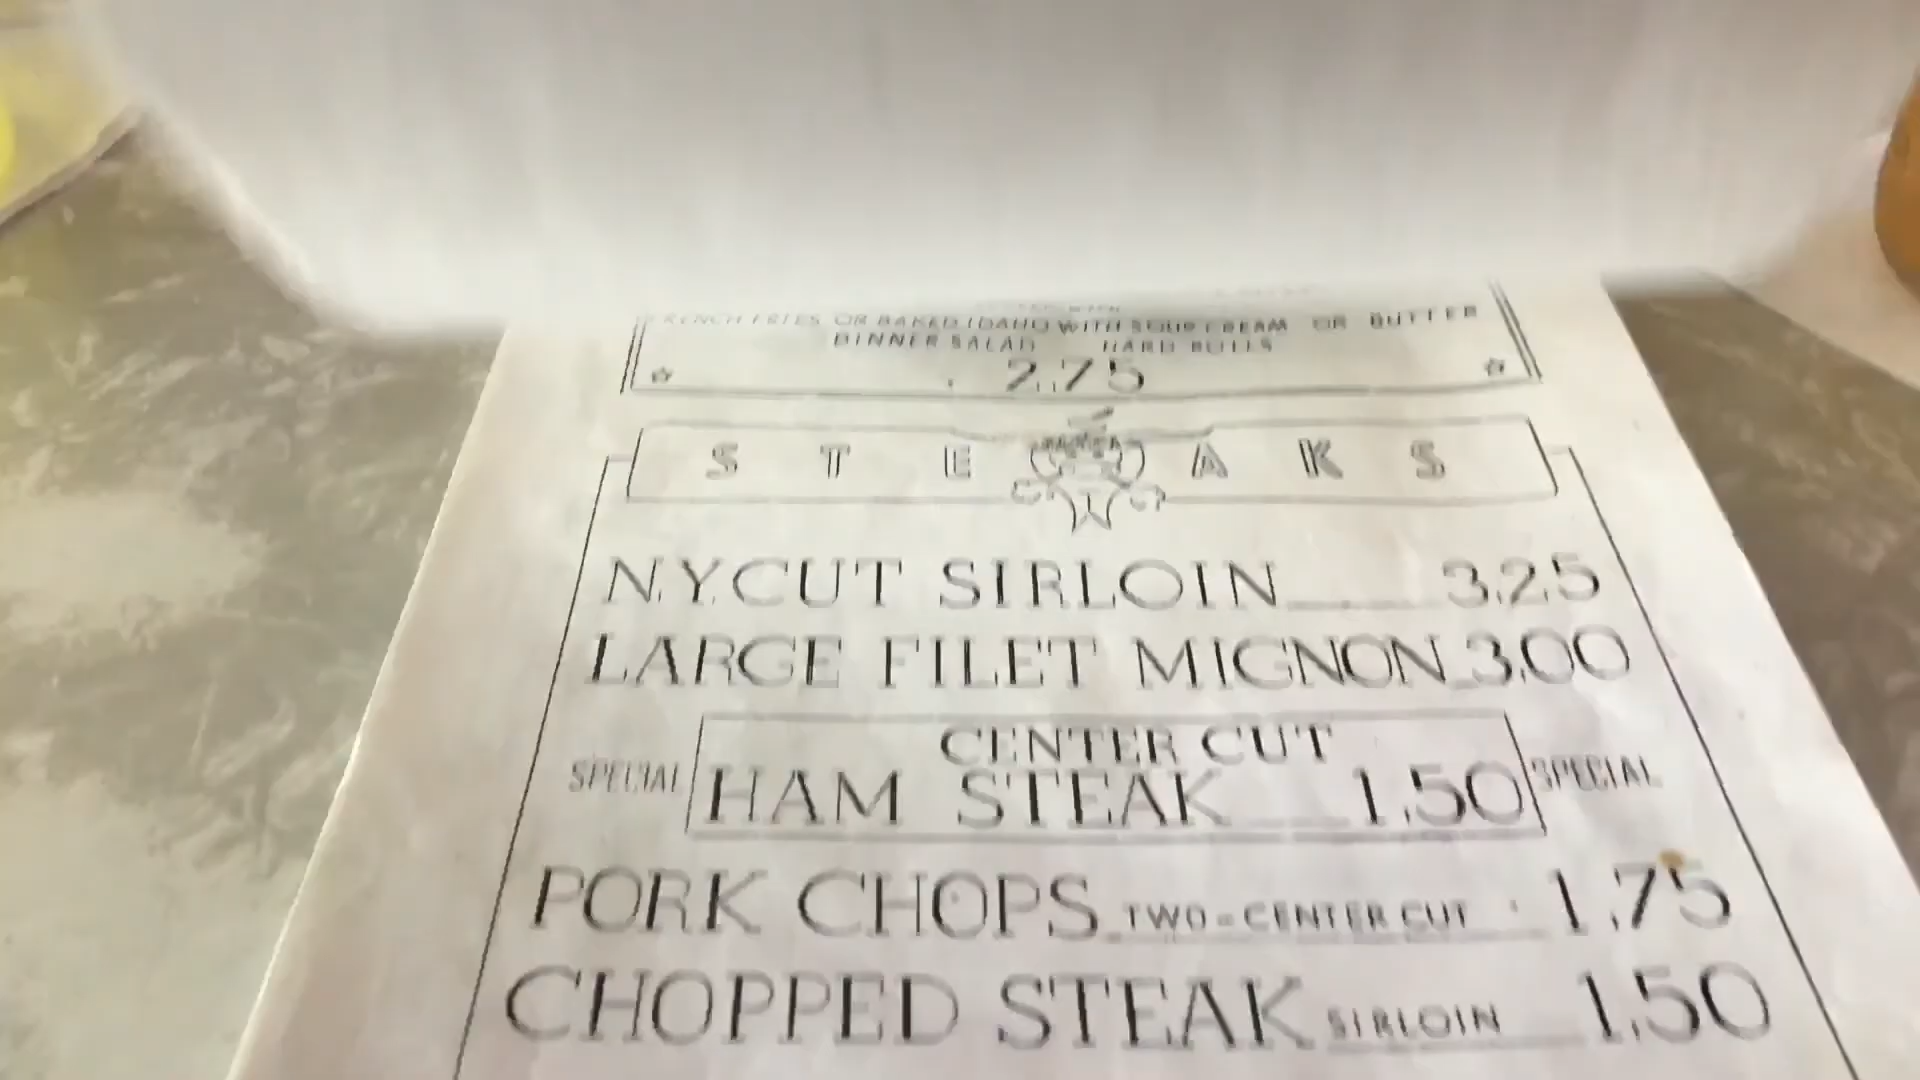 FRENCH FRIES OR BAKED IDAHO WITH SOUR CREAM OR BUTTER
DINNER SALAD HARD ROLLS
2.75
STEAKS
N.Y. CUT SIRLOIN 3.25
LARGE FILET MIGNON 3.00
CENTER CUT
SPECIAL HAM STEAK 1.50 SPECIAL
PORK CHOPS TWO-CENTER CUT 1.75
CHOPPED STEAK SIRLOIN 1.50